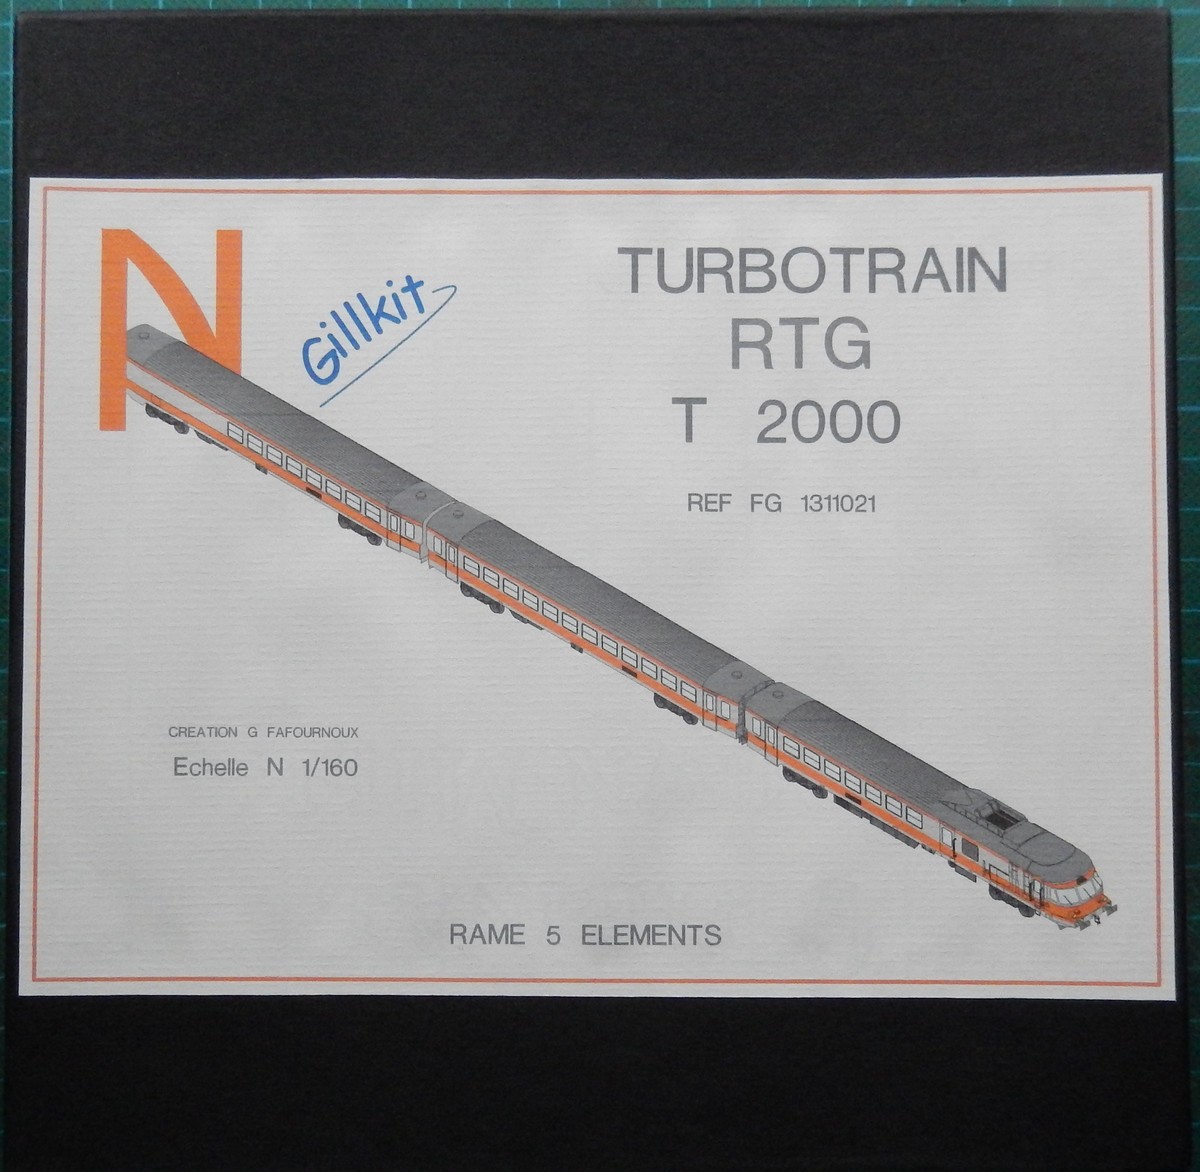 N
Gillkit
TURBOTRAIN
RTG
T 2000
REF FG 1311021
CREATION G FAFOURNOUX
Echelle N 1/160
RAME 5 ELEMENTS